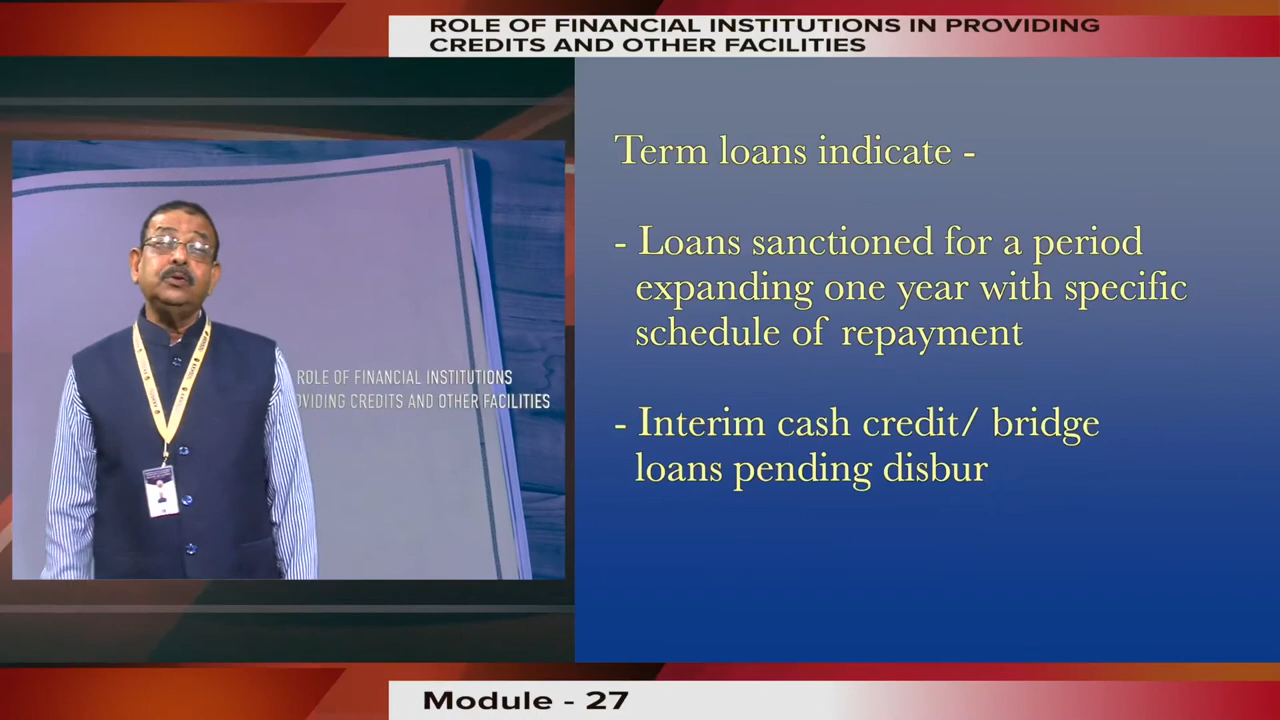 ROLE OF FINANCIAL INSTITUTIONS IN PROVIDING
CREDITS AND OTHER FACILITIES
Term loans indicate -
- Loans sanctioned for a period
expanding one year with specific
schedule of repayment
- Interim cash credit/ bridge
loans pending disbur
ROLE OF FINANCIAL INSTITUTIONS
OVIDING CREDITS AND OTHER FACILITIES
Module - 27